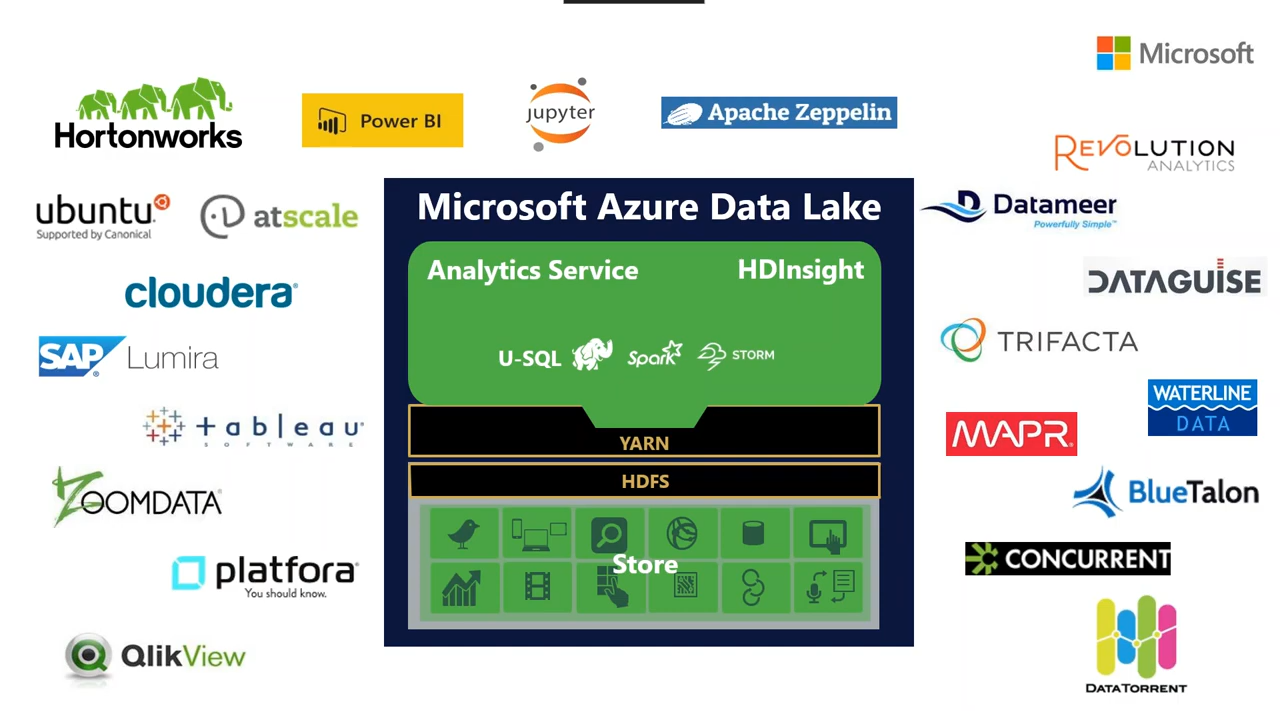 Microsoft
Hortonworks
Power BI
jupyter
Apache Zeppelin
REVOLUTION
ANALYTICS
ubuntu
Supported by Canonical
atscale
Microsoft Azure Data Lake
Datameer
Powerfully Simple™
Analytics Service
HDInsight
DATAGUISE
cloudera®
SAP® Lumira
U-SQL
Spark
STORM
TRIFACTA
WATERLINE
DATA
tableau
SOFTWARE
YARN
MAPR®
HDFS
ZOOMDATA®
BlueTalon
Store
platfora®
You should know.
CONCURRENT
QlikView
DATATORRENT